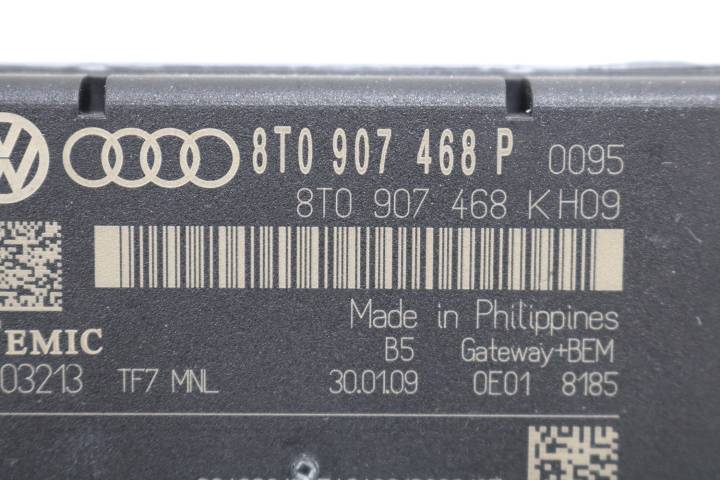 8T0 907 468 P 0095
8T0 907 468 K H09
Made in Philippines
B5 Gateway+BEM
EMIC
03213 TF7 MNL 30.01.09 0E01 8185